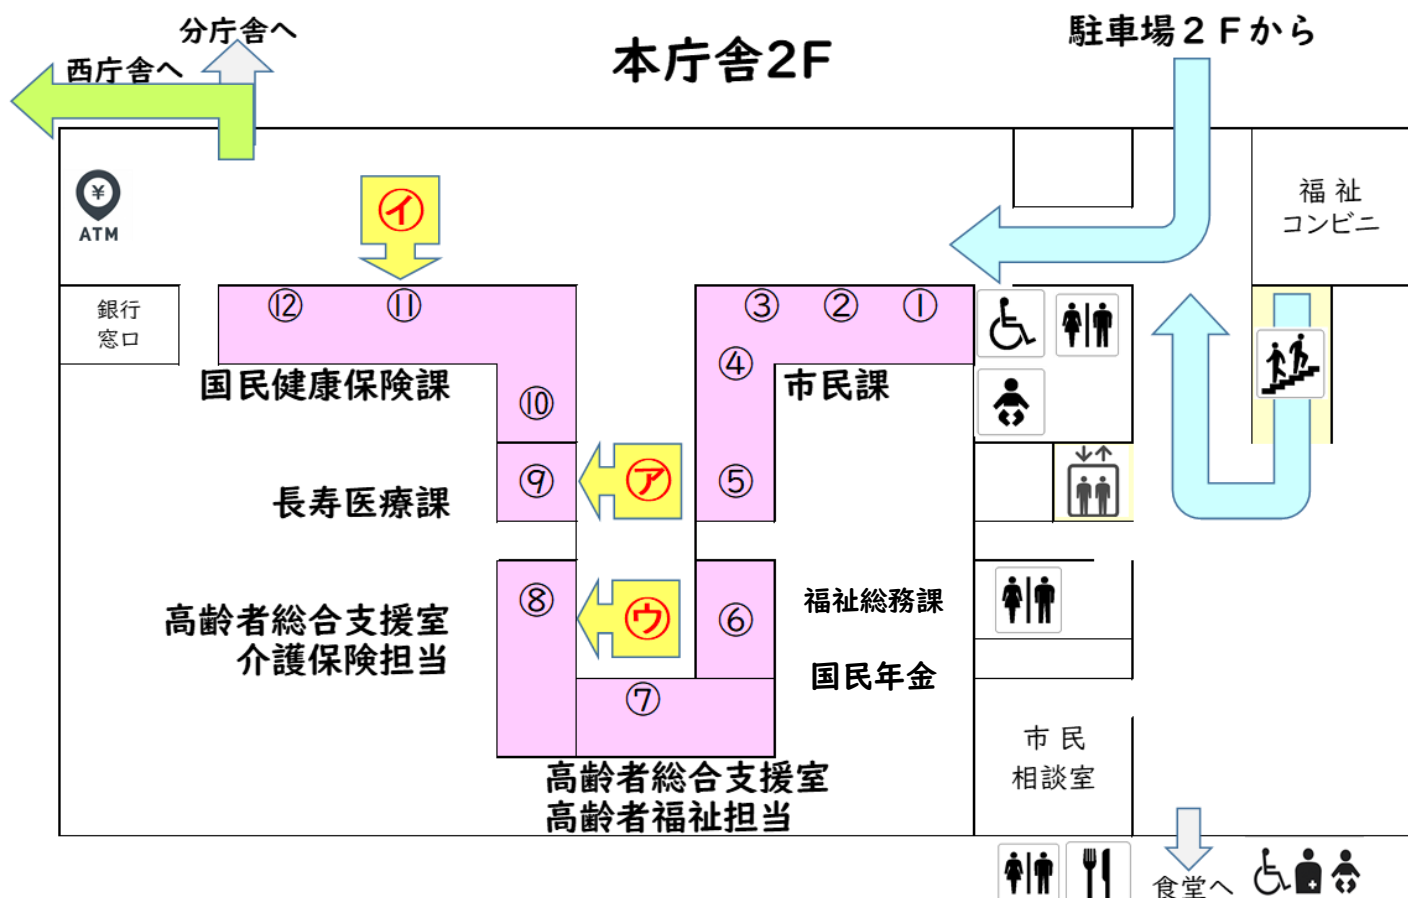 分庁舎へ
西庁舎へ
本庁舎2F
駐車場2Fから
¥
ATM
㋑
福祉
コンビニ
銀行
窓口
⑫
⑪
③
②
①
④
国民健康保険課
市民課
⑩
⑨
㋐
⑤
長寿医療課
⑧
㋒
⑥
福祉総務課
高齢者総合支援室
介護保険担当
国民年金
⑦
市民
相談室
高齢者総合支援室
高齢者福祉担当
食堂へ